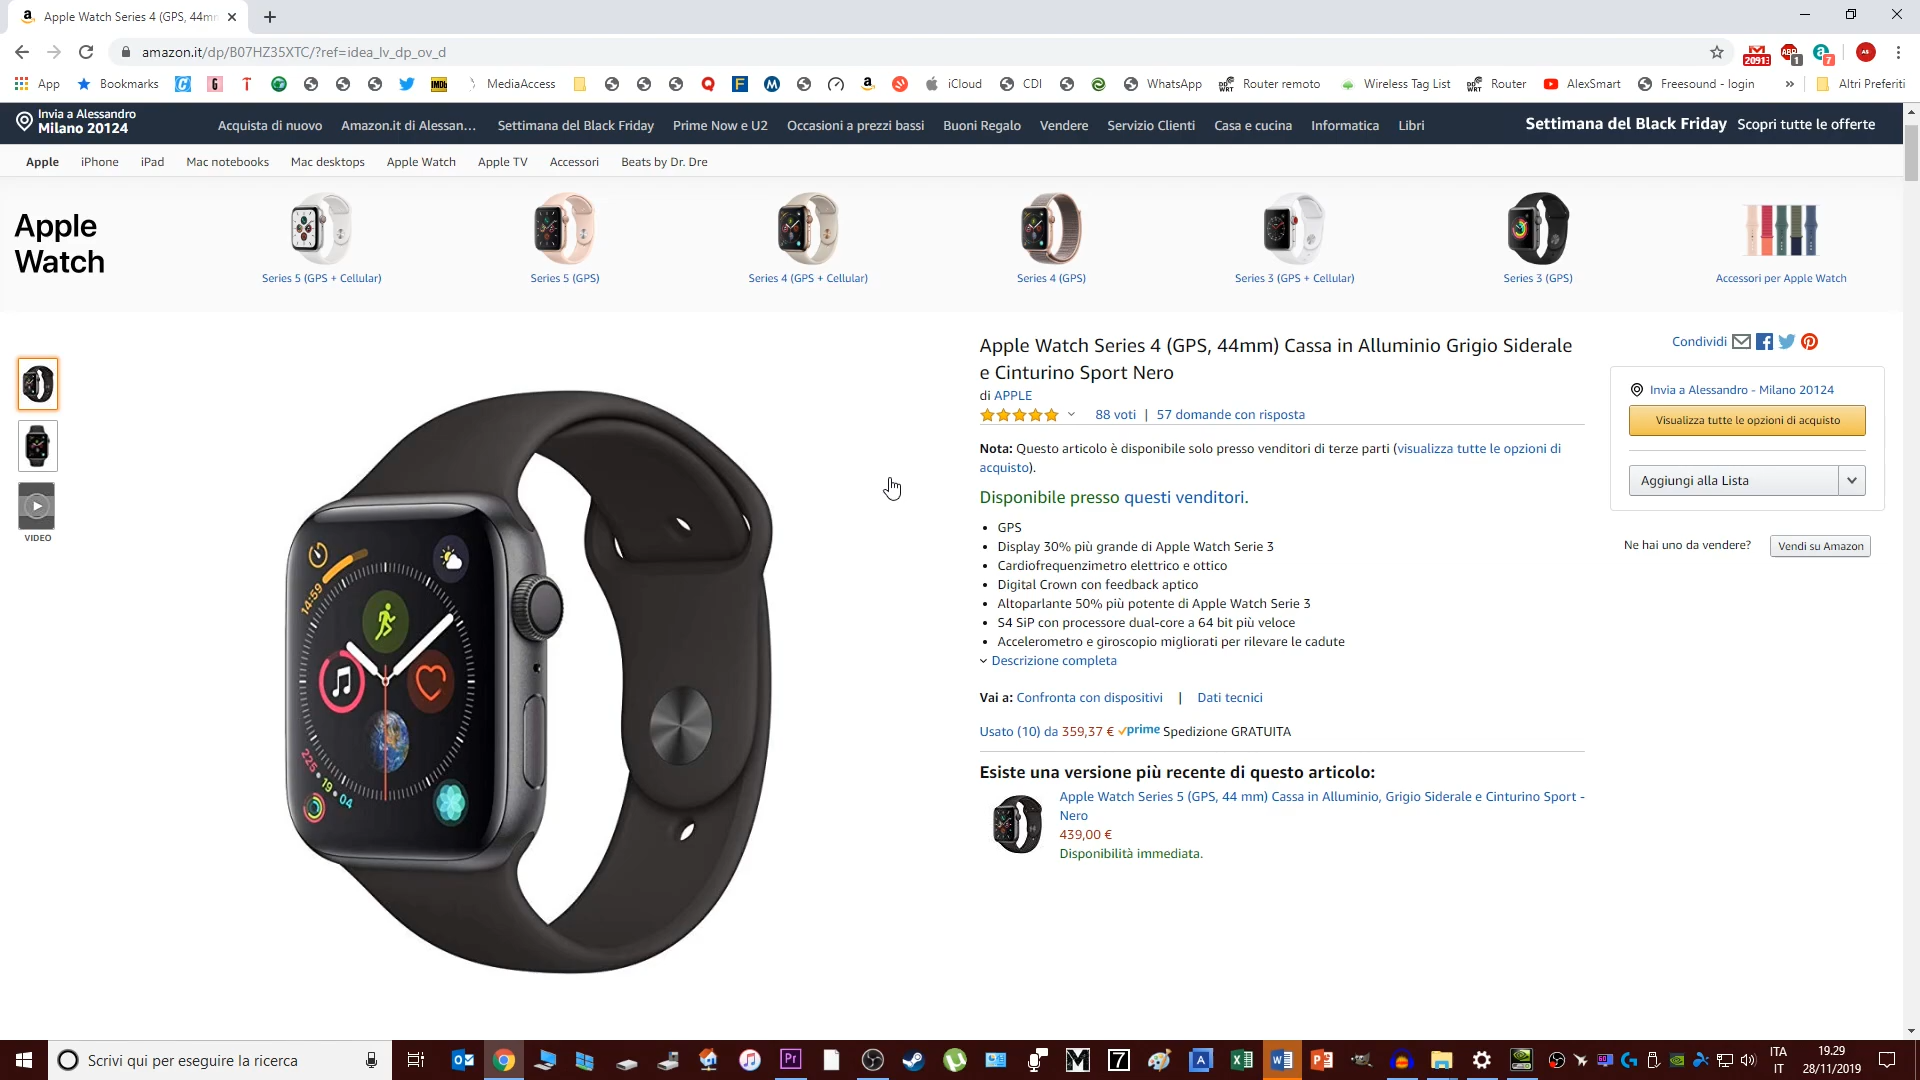 Apple Watch Series 4 (GPS, 44mm
amazon.it/dp/B07HZ35XTC/?ref=idea_lv_dp_ov_d
20913
ABP
1
7
App
Bookmarks
IMDb
MediaAccess
iCloud
CDI
WhatsApp
Router remoto
Wireless Tag List
Router
AlexSmart
Freesound - login
»
Altri Preferiti
Invia a Alessandro
Milano 20124
Acquista di nuovo
Amazon.it di Alessan...
Settimana del Black Friday
Prime Now e U2
Occasioni a prezzi bassi
Buoni Regalo
Vendere
Servizio Clienti
Casa e cucina
Informatica
Libri
Settimana del Black Friday Scopri tutte le offerte
Apple
iPhone
iPad
Mac notebooks
Mac desktops
Apple Watch
Apple TV
Accessori
Beats by Dr. Dre
Apple
Watch
Series 5 (GPS + Cellular)
Series 5 (GPS)
Series 4 (GPS + Cellular)
Series 4 (GPS)
Series 3 (GPS + Cellular)
Series 3 (GPS)
Accessori per Apple Watch
VIDEO
14:59
225 • 19 • 04
Apple Watch Series 4 (GPS, 44mm) Cassa in Alluminio Grigio Siderale
e Cinturino Sport Nero
di APPLE
88 voti | 57 domande con risposta
Nota: Questo articolo è disponibile solo presso venditori di terze parti (visualizza tutte le opzioni di
acquisto).
Disponibile presso questi venditori.
• GPS
• Display 30% più grande di Apple Watch Serie 3
• Cardiofrequenzimetro elettrico e ottico
• Digital Crown con feedback aptico
• Altoparlante 50% più potente di Apple Watch Serie 3
• S4 SiP con processore dual-core a 64 bit più veloce
• Accelerometro e giroscopio migliorati per rilevare le cadute
Descrizione completa
Vai a: Confronta con dispositivi | Dati tecnici
Usato (10) da 359,37 € prime Spedizione GRATUITA
Esiste una versione più recente di questo articolo:
Apple Watch Series 5 (GPS, 44 mm) Cassa in Alluminio, Grigio Siderale e Cinturino Sport -
Nero
439,00 €
Disponibilità immediata.
Condividi
Invia a Alessandro - Milano 20124
Visualizza tutte le opzioni di acquisto
Aggiungi alla Lista
Ne hai uno da vendere?
Vendi su Amazon
Scrivi qui per eseguire la ricerca
Pr
7
ITA
IT
19.29
28/11/2019